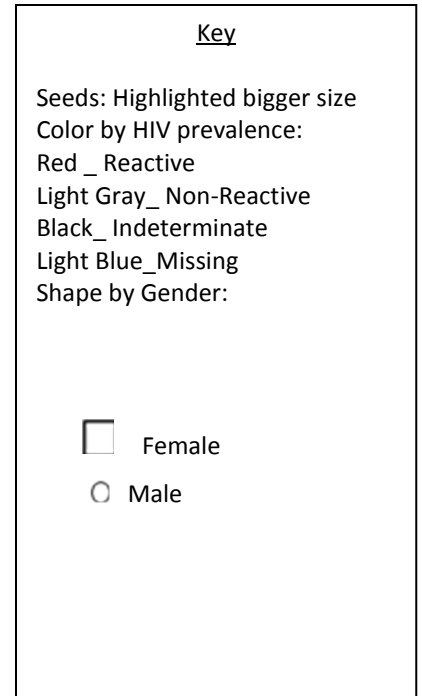 Key
Seeds: Highlighted bigger size
Color by HIV prevalence:
Red _ Reactive
Light Gray_ Non-Reactive
Black_ Indeterminate
Light Blue_Missing
Shape by Gender:
Female
Male